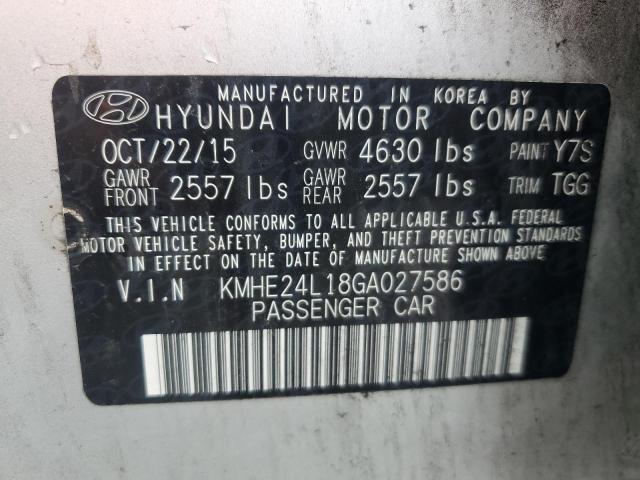 MANUFACTURED IN KOREA BY
HYUNDAI MOTOR COMPANY
OCT/22/15 GVWR 4630 lbs PAINT Y7S
GAWR FRONT 2557 lbs GAWR REAR 2557 lbs TRIM TGG
THIS VEHICLE CONFORMS TO ALL APPLICABLE U.S.A. FEDERAL
MOTOR VEHICLE SAFETY, BUMPER, AND THEFT PREVENTION STANDARDS
IN EFFECT ON THE DATE OF MANUFACTURE SHOWN ABOVE
V.I.N KMHE24L18GA027586
PASSENGER CAR